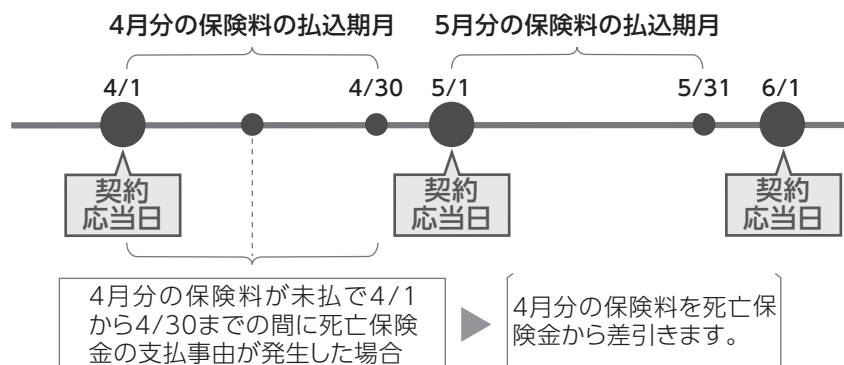 4月分の保険料の払込期月 5月分の保険料の払込期月
4/1 4/30 5/1 5/31 6/1
契約 契約 契約
応当日 応当日 応当日
4月分の保険料が未払で4/1
から4/30までの間に死亡保険
金の支払事由が発生した場合
4月分の保険料を死亡保
険金から差引きます。